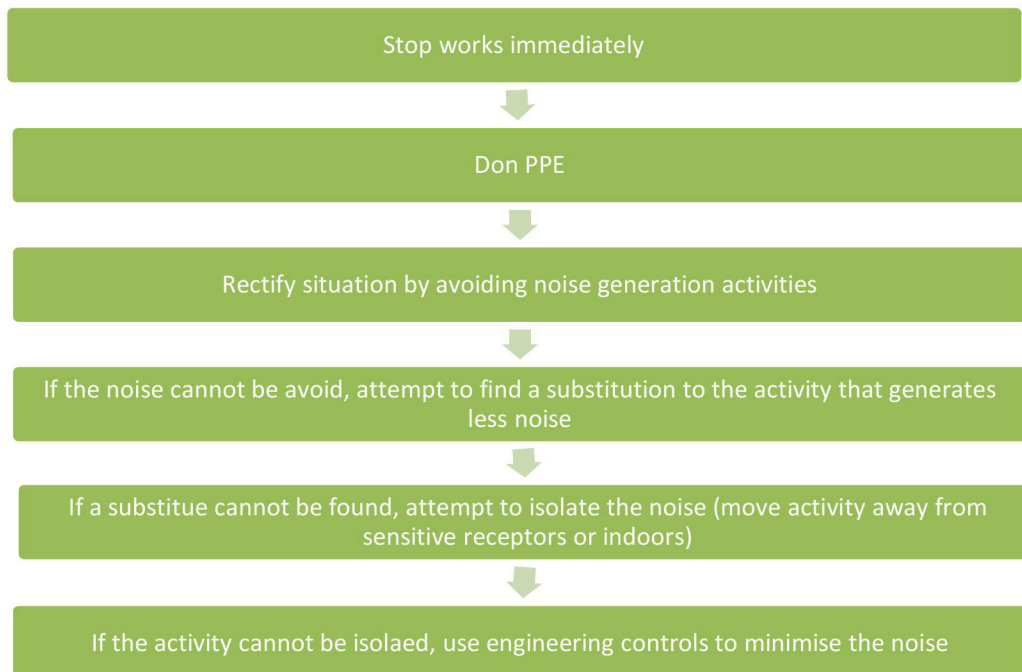 Stop works immediately
Don PPE
Rectify situation by avoiding noise generation activities
If the noise cannot be avoid, attempt to find a substitution to the activity that generates
less noise
If a substitue cannot be found, attempt to isolate the noise (move activity away from
sensitive receptors or indoors)
If the activity cannot be isolaed, use engineering controls to minimise the noise